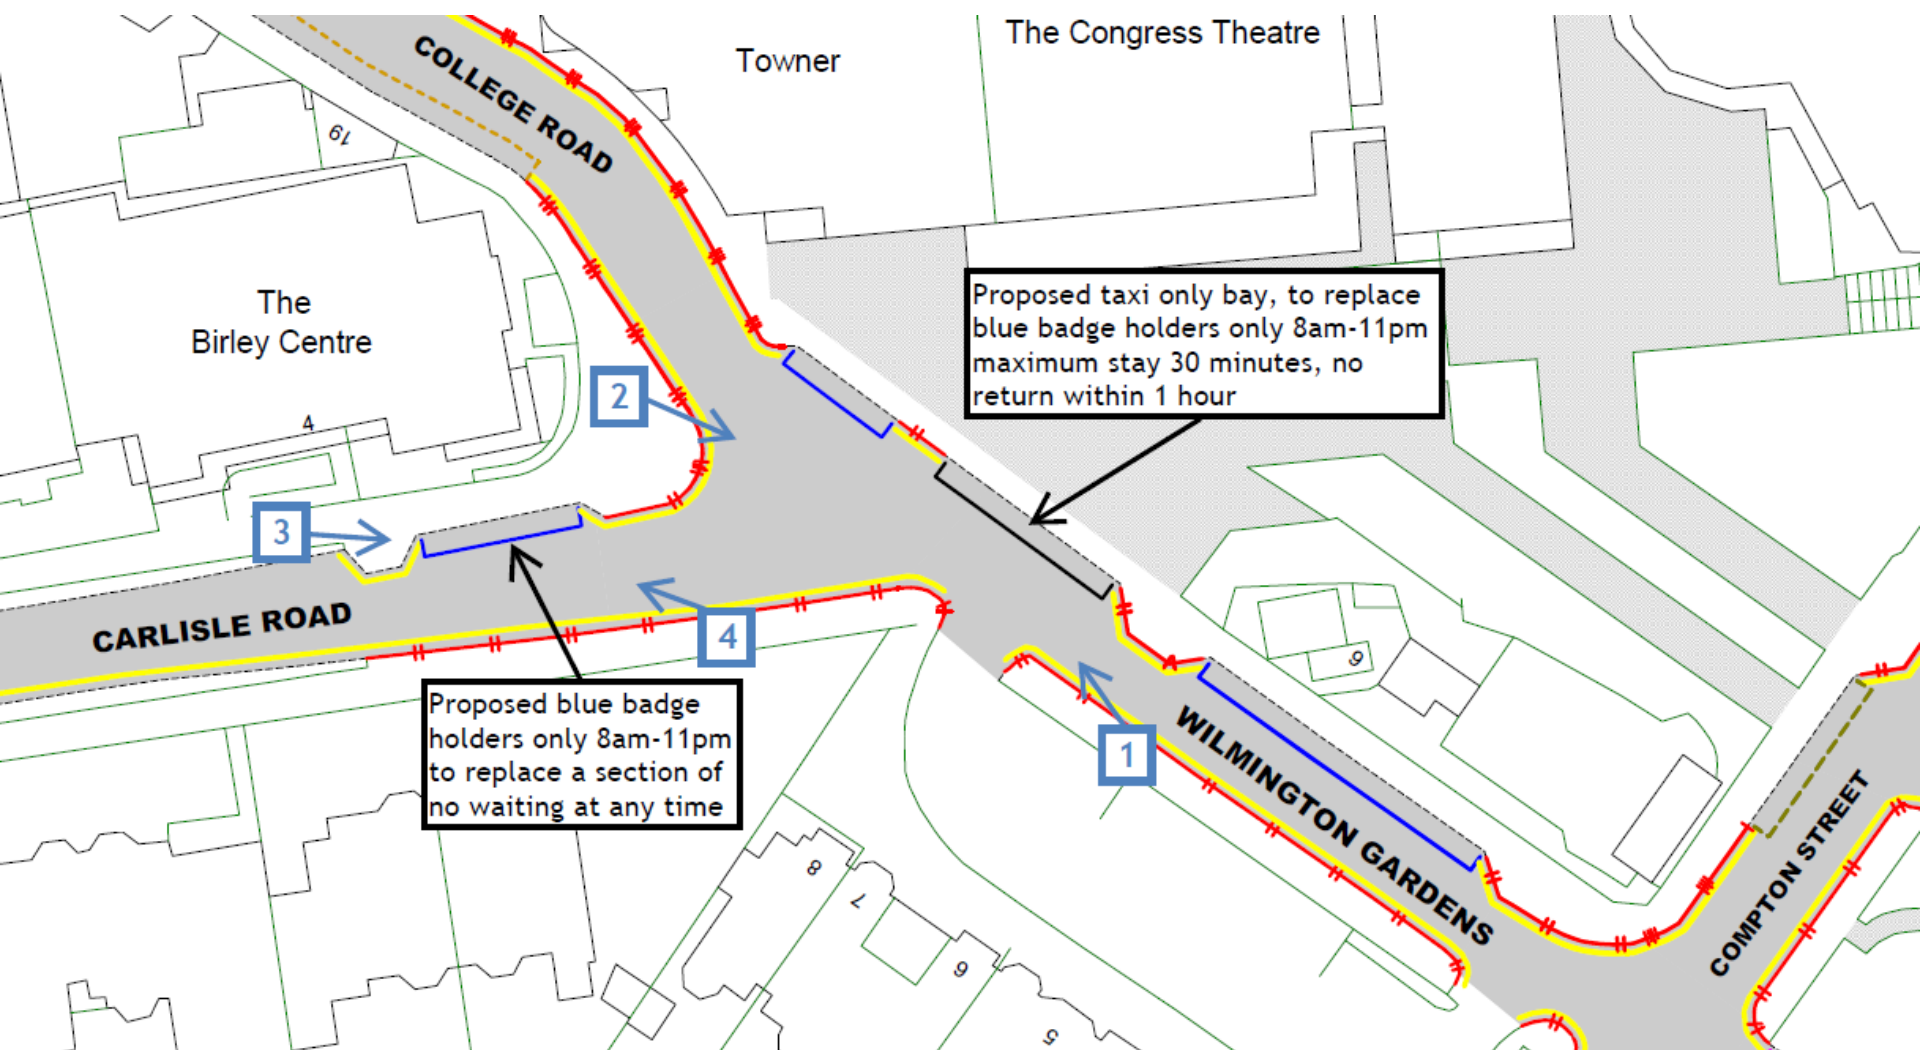 COLLEGE ROAD
Towner
The Congress Theatre
19
The
Birley Centre
4
Proposed taxi only bay, to replace
blue badge holders only 8am-11pm
maximum stay 30 minutes, no
return within 1 hour
2
3
CARLISLE ROAD
4
9
Proposed blue badge
holders only 8am-11pm
to replace a section of
no waiting at any time
1
WILMINGTON GARDENS
COMPTON STREET
8
7
6
5